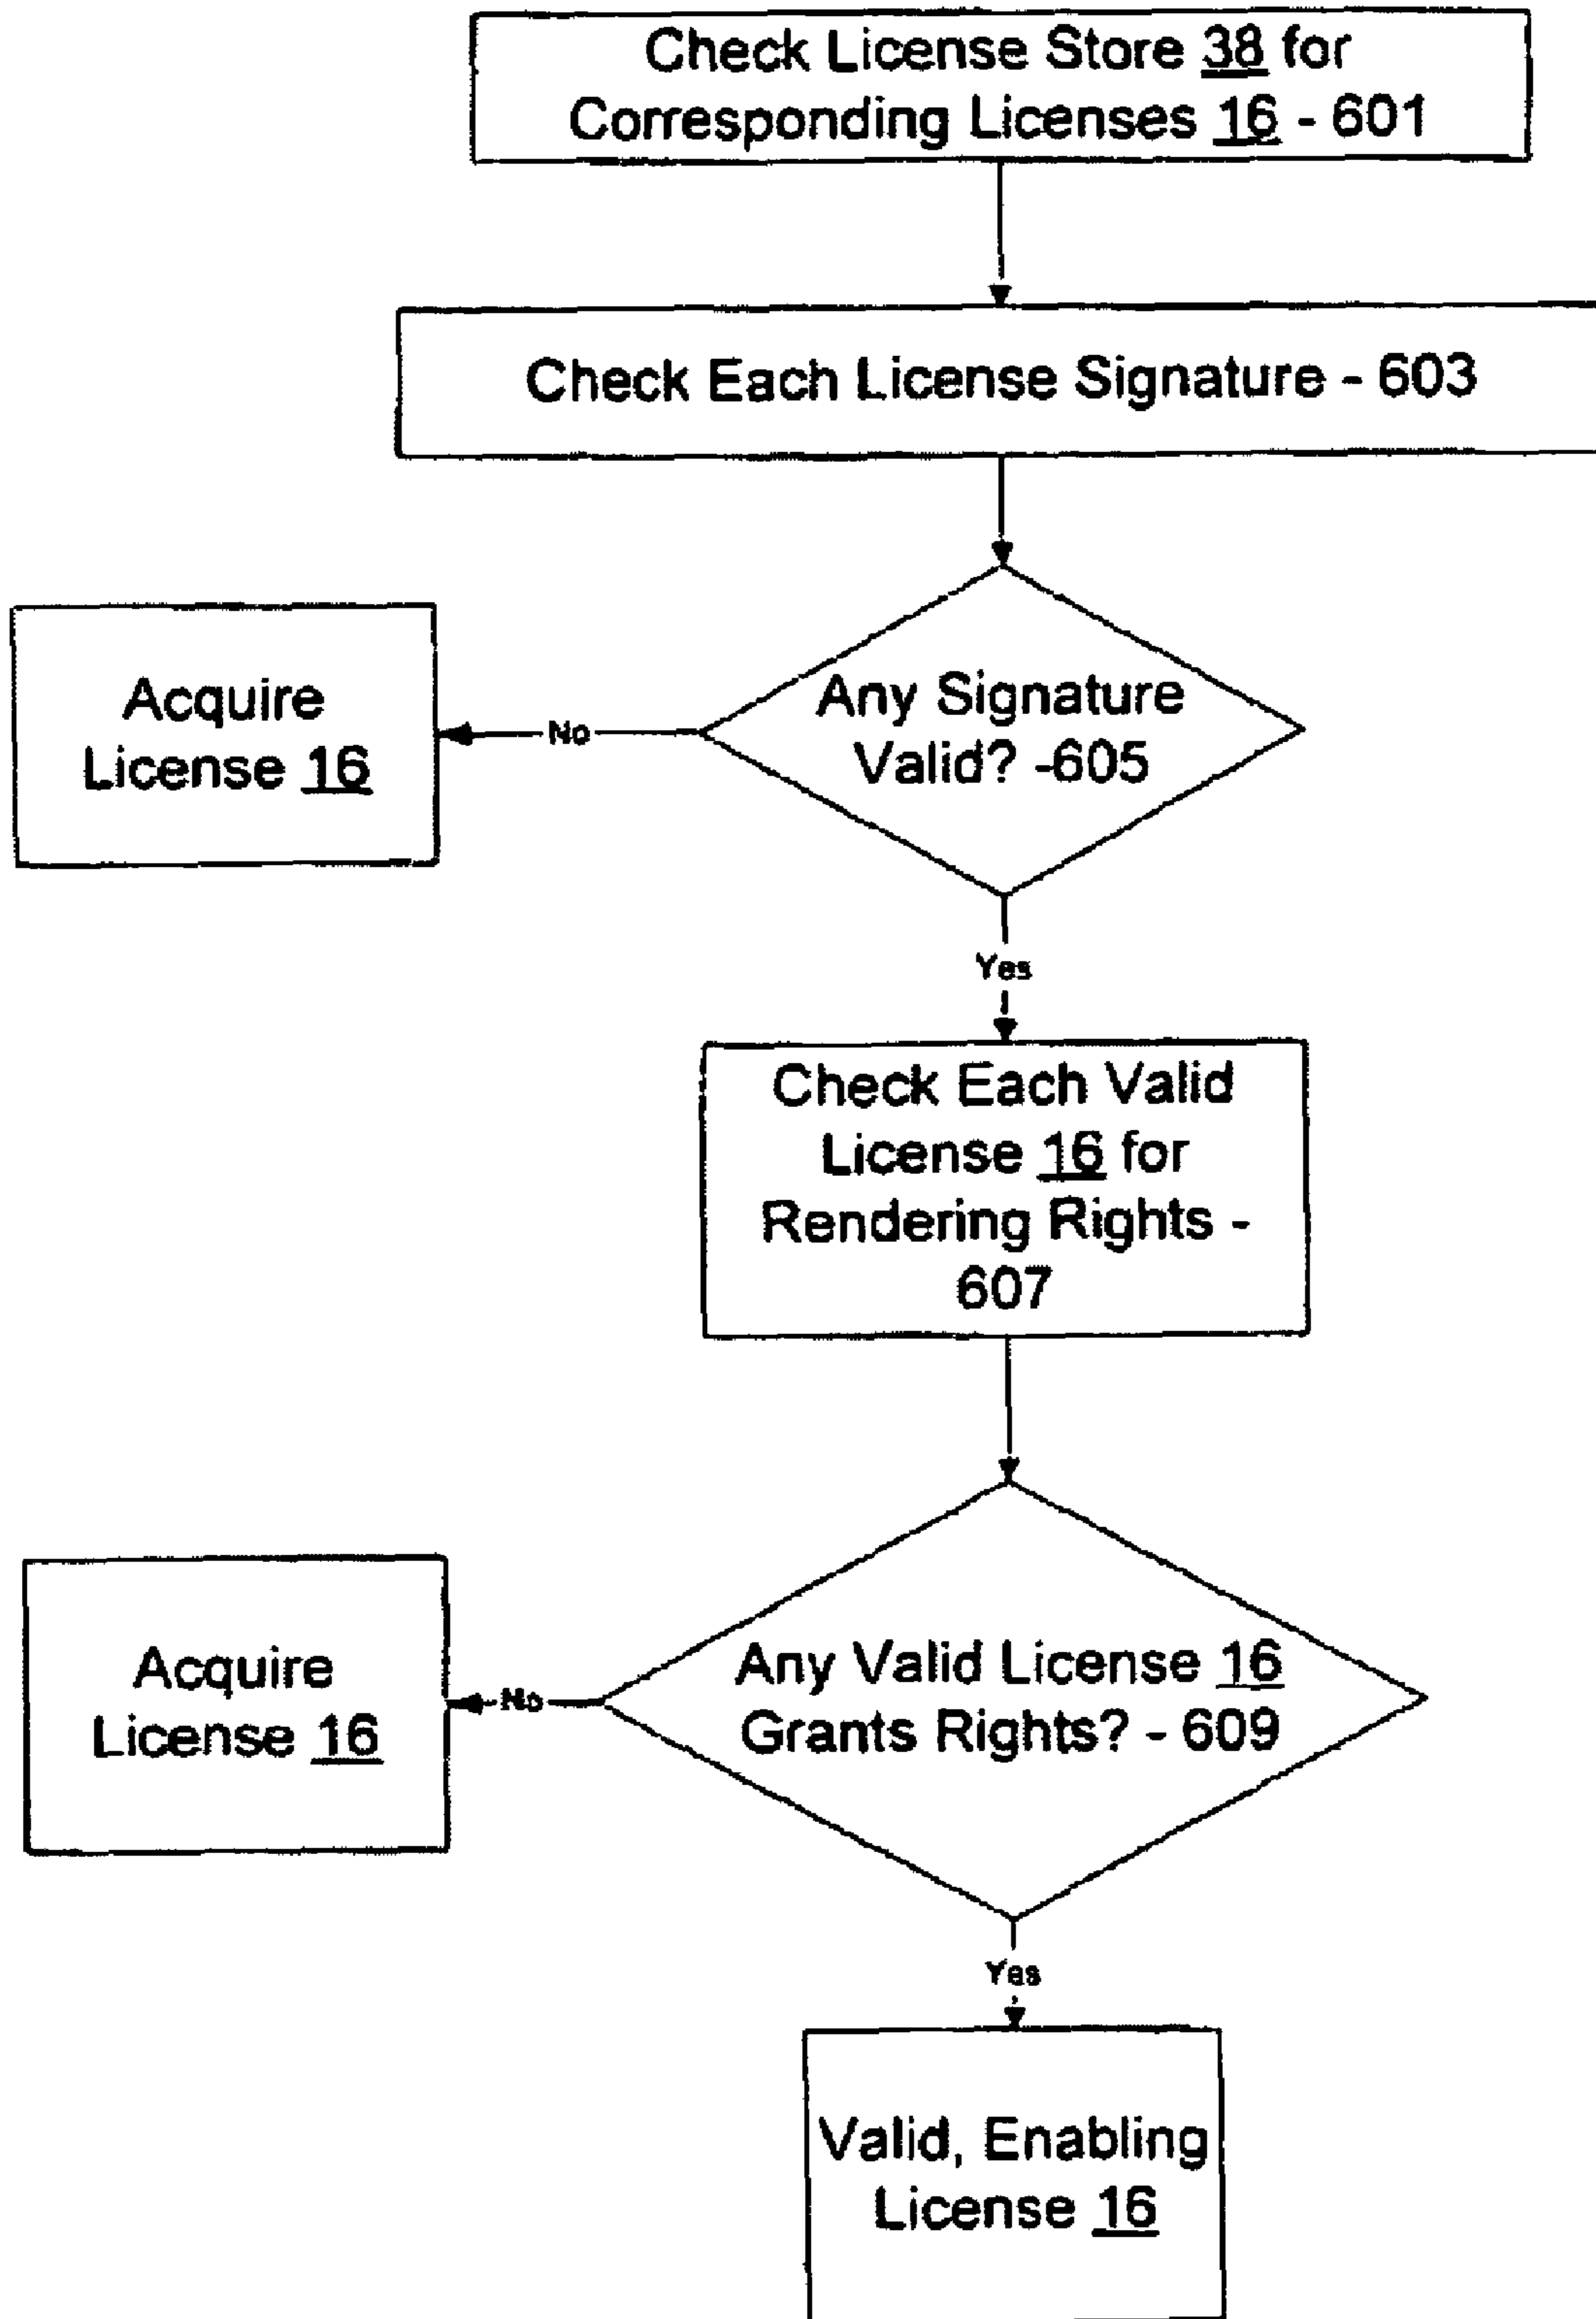 Check License Store 38 for
Corresponding Licenses 16 - 601
Check Each License Signature - 603
Any Signature
Valid? -605
Acquire
License 16
No
Yes
Check Each Valid
License 16 for
Rendering Rights -
607
Any Valid License 16
Grants Rights? - 609
Acquire
License 16
No
Yes
Valid, Enabling
License 16